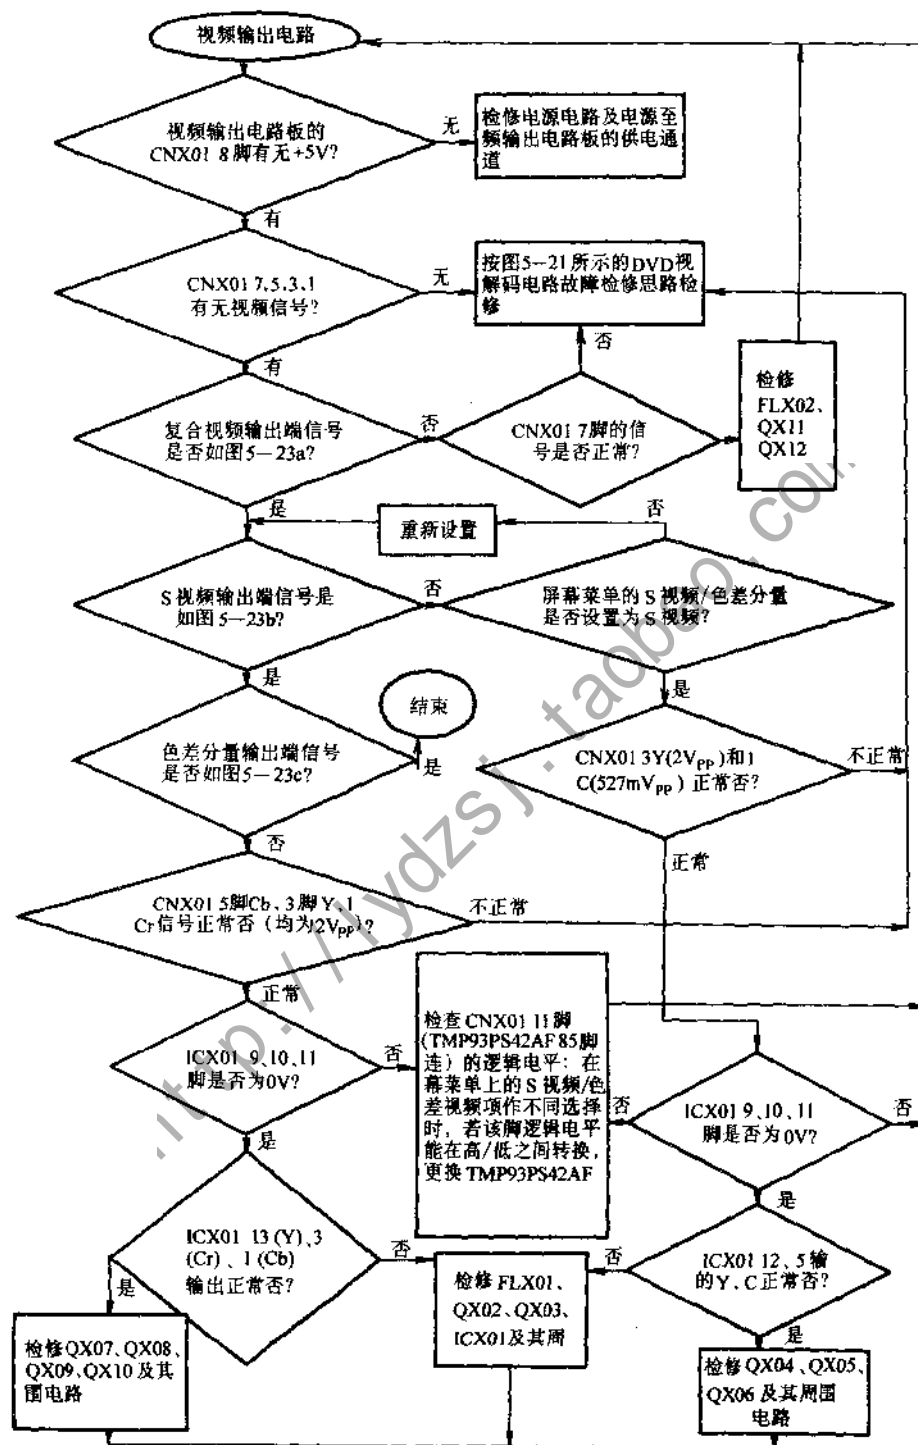 视频输出电路
视频输出电路板的
CNX01 8脚有无+5V?
无
检修电源电路及电源至
频输出电路板的供电通
道
有
CNX01 7、5、3、1
有无视频信号?
无
按图5-21所示的DVD视
解码电路故障检修思路检
修
有
否
复合视频输出端信号
是否如图5-23a?
否
CNX01 7脚的信
号是否正常?
检修
FLX02、
QX11
QX12
是
重新设置
否
S视频输出端信号是
如图5-23b?
否
屏幕菜单的S视频/色差分量
是否设置为S视频?
是
结束
是
色差分量输出端信号
是否如图5-23c?
是
CNX01 3Y(2Vpp)和1
C(527mVpp)正常否?
不正常
否
正常
CNX01 5脚Cb、3脚Y、1
Cr信号正常否(均为2Vpp)?
不正常
正常
ICX01 9、10、11
脚是否为0V?
否
检查CNX01 11脚
(TMP93PS42AF 85脚
连)的逻辑电平:在
幕菜单上的S视频/色
差视频项作不同选择
时,若该脚逻辑电平
能在高/低之间转换,
更换TMP93PS42AF
否
ICX01 9、10、11
脚是否为0V?
否
是
是
ICX01 13(Y)、3
(Cr)、1(Cb)
输出正常否?
否
检修FLX01、
QX02、QX03、
ICX01及其周
否
ICX01 12、5输
的Y、C正常否?
是
是
检修QX07、QX08、
QX09、QX10及其
围电路
检修QX04、QX05、
QX06及其周围
电路
http://lydzsj.taobao.com